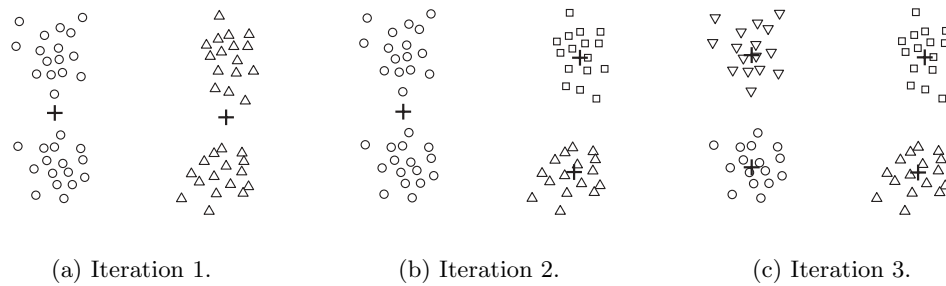 (a) Iteration 1.
(b) Iteration 2.
(c) Iteration 3.